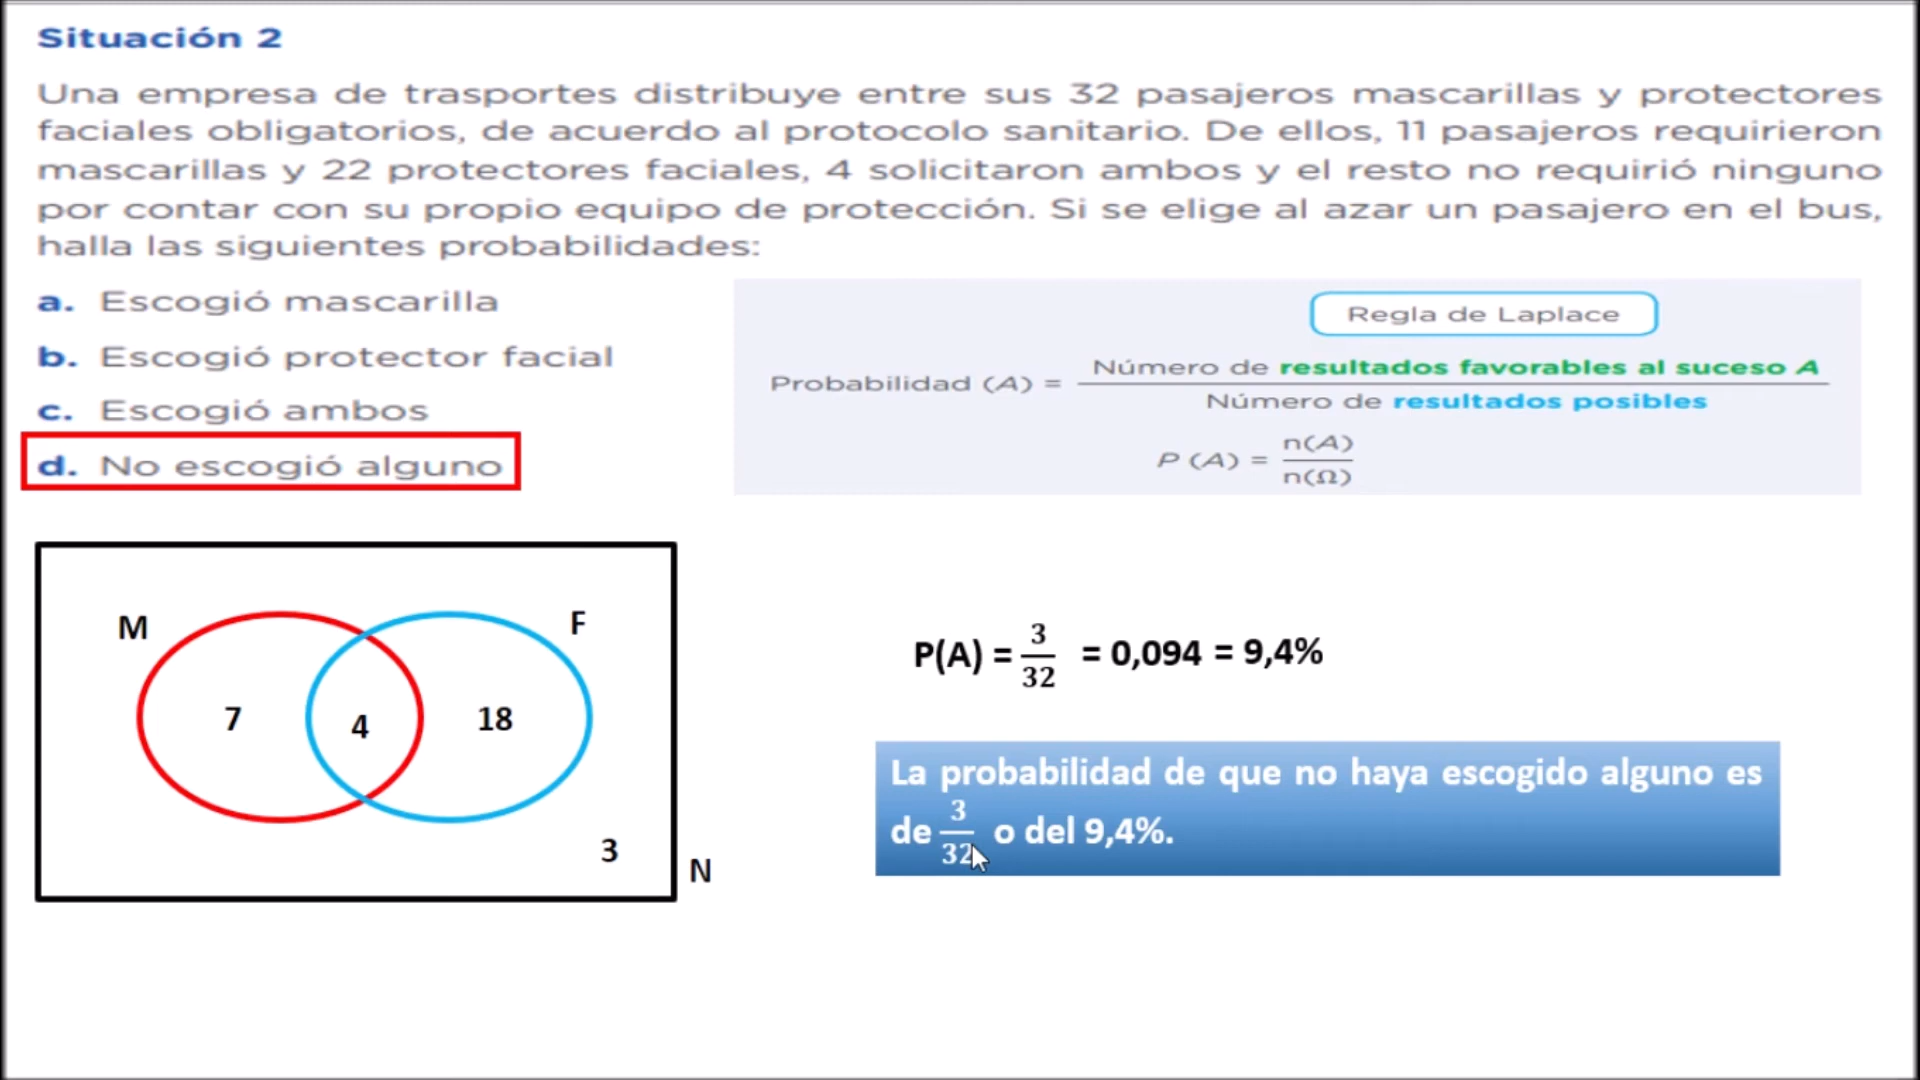 Situación 2
Una empresa de trasportes distribuye entre sus 32 pasajeros mascarillas y protectores
faciales obligatorios, de acuerdo al protocolo sanitario. De ellos, 11 pasajeros requirieron
mascarillas y 22 protectores faciales, 4 solicitaron ambos y el resto no requirió ninguno
por contar con su propio equipo de protección. Si se elige al azar un pasajero en el bus,
halla las siguientes probabilidades:
a. Escogió mascarilla
b. Escogió protector facial
c. Escogió ambos
d. No escogió alguno
Regla de Laplace
Probabilidad (A) = Número de resultados favorables al suceso A
Número de resultados posibles
P (A) = n(A)
n(Ω)
M
F
7
4
18
3
N
P(A) = 3/32 = 0,094 = 9,4%
La probabilidad de que no haya escogido alguno es
de 3/32 o del 9,4%.